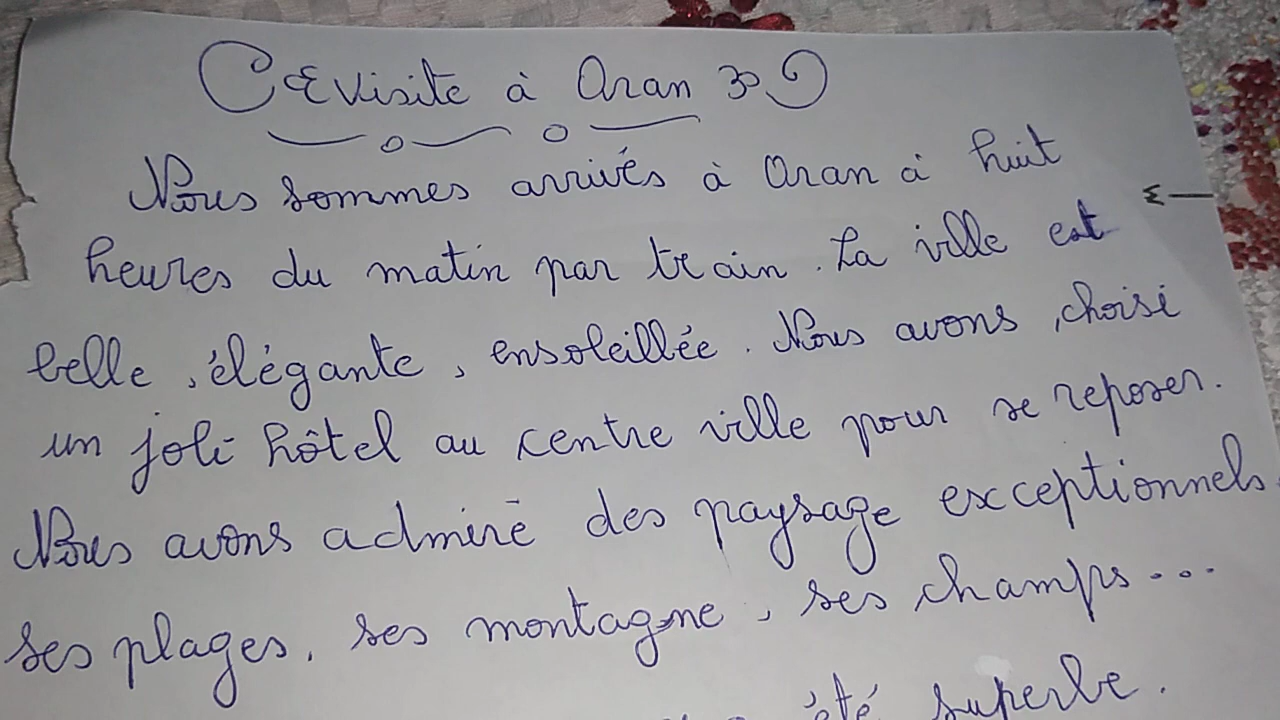 Visite à Oran
Nous sommes arrivés à Oran à huit
heures du matin par train. La ville est
belle, élégante, ensoleillée. Nous avons choisi
un joli hôtel au centre ville pour se reposer.
Nous avons admiré des paysage exceptionnels.
ses plages, ses montagne, ses champs...
été superbe.